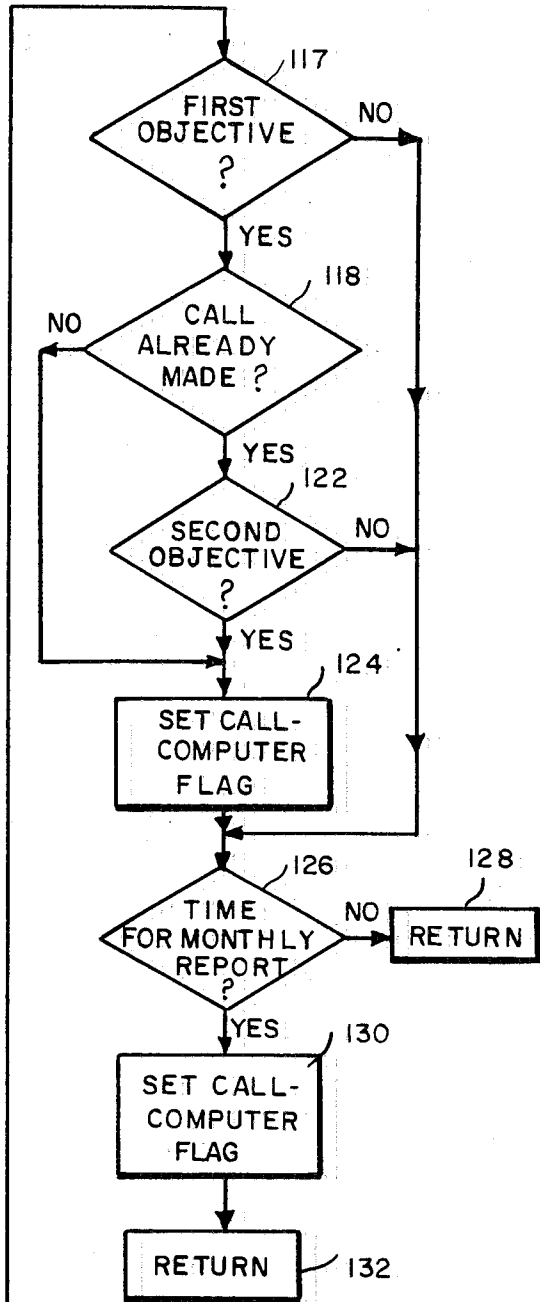 117
FIRST
OBJECTIVE
?
NO
YES
118
CALL
ALREADY
MADE ?
NO
YES
122
SECOND
OBJECTIVE
?
NO
YES
124
SET CALL-
COMPUTER
FLAG
126
TIME
FOR MONTHLY
REPORT
?
NO
128
RETURN
YES
130
SET CALL-
COMPUTER
FLAG
RETURN
132